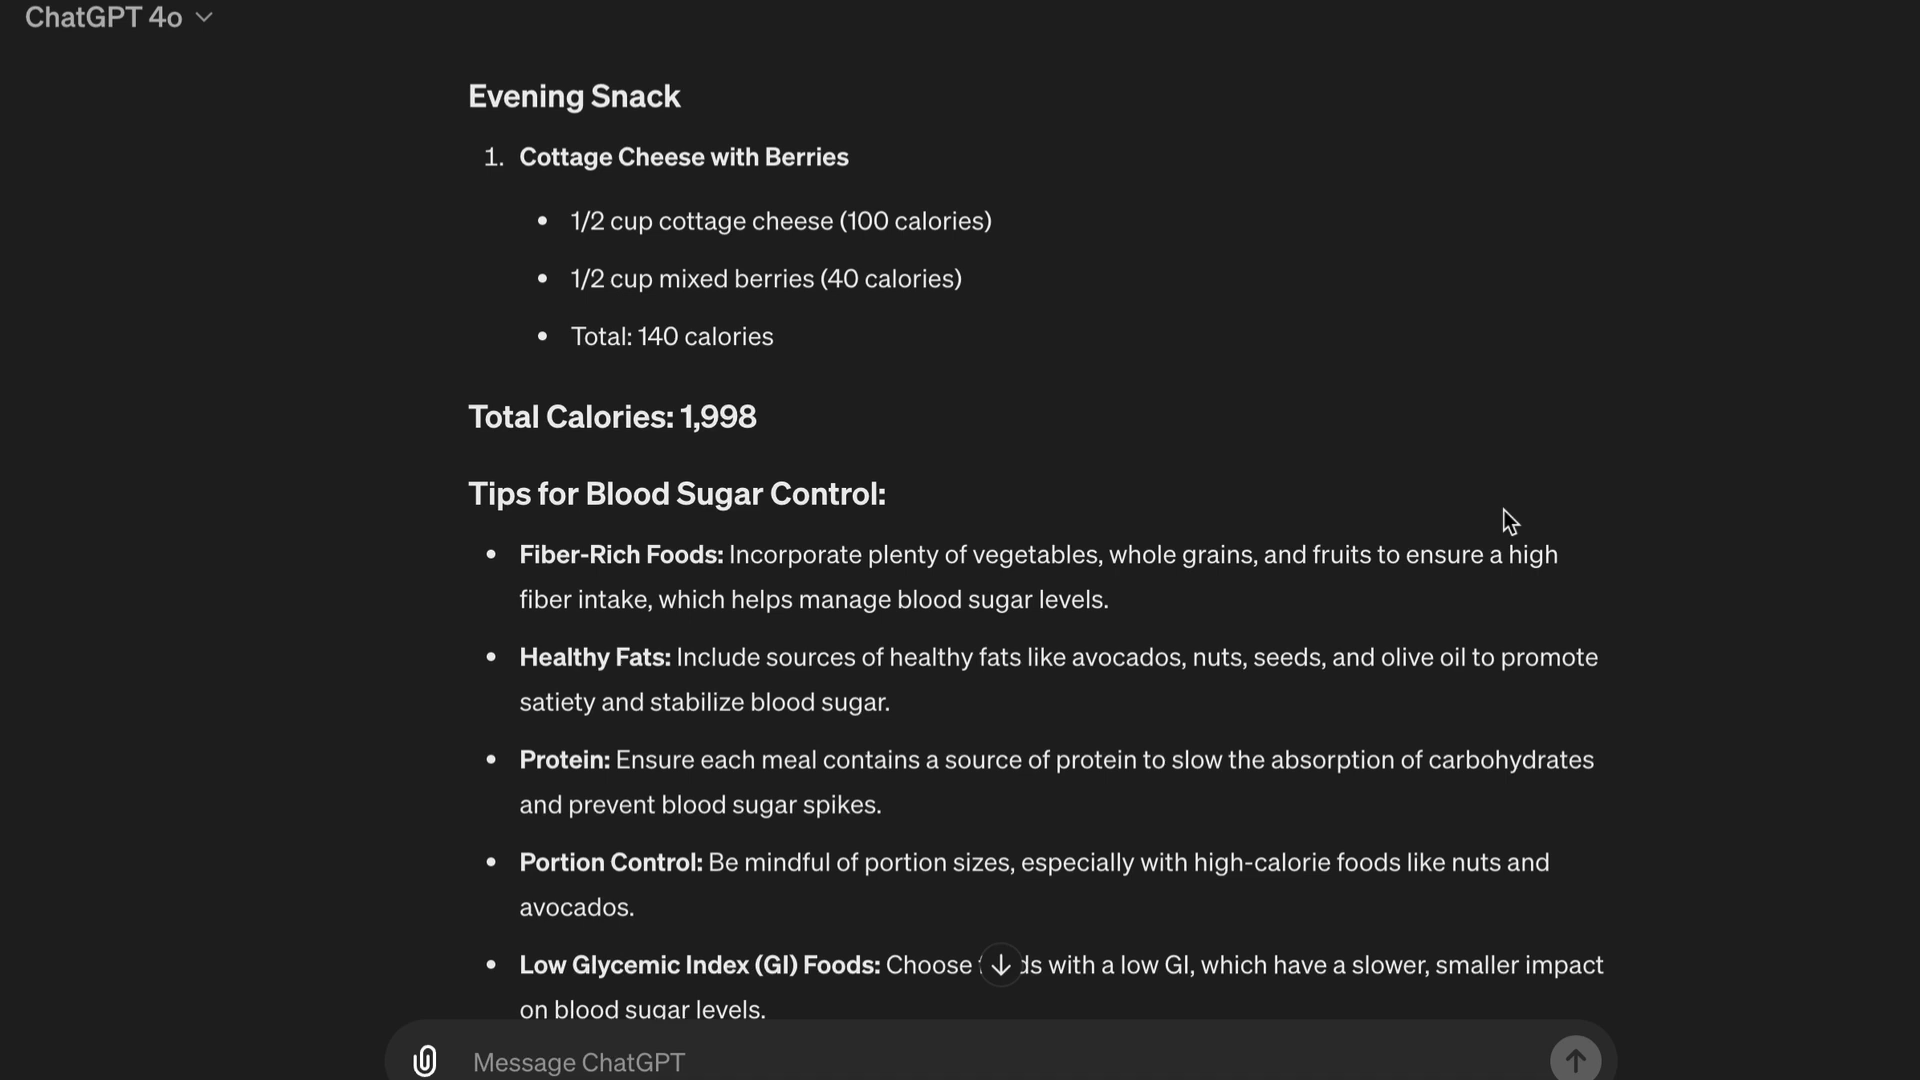 ChatGPT 4o
Evening Snack
1. Cottage Cheese with Berries
• 1/2 cup cottage cheese (100 calories)
• 1/2 cup mixed berries (40 calories)
• Total: 140 calories
Total Calories: 1,998
Tips for Blood Sugar Control:
• Fiber-Rich Foods: Incorporate plenty of vegetables, whole grains, and fruits to ensure a high
fiber intake, which helps manage blood sugar levels.
• Healthy Fats: Include sources of healthy fats like avocados, nuts, seeds, and olive oil to promote
satiety and stabilize blood sugar.
• Protein: Ensure each meal contains a source of protein to slow the absorption of carbohydrates
and prevent blood sugar spikes.
• Portion Control: Be mindful of portion sizes, especially with high-calorie foods like nuts and
avocados.
• Low Glycemic Index (GI) Foods: Choose with a low GI, which have a slower, smaller impact
on blood sugar levels.
Message ChatGPT